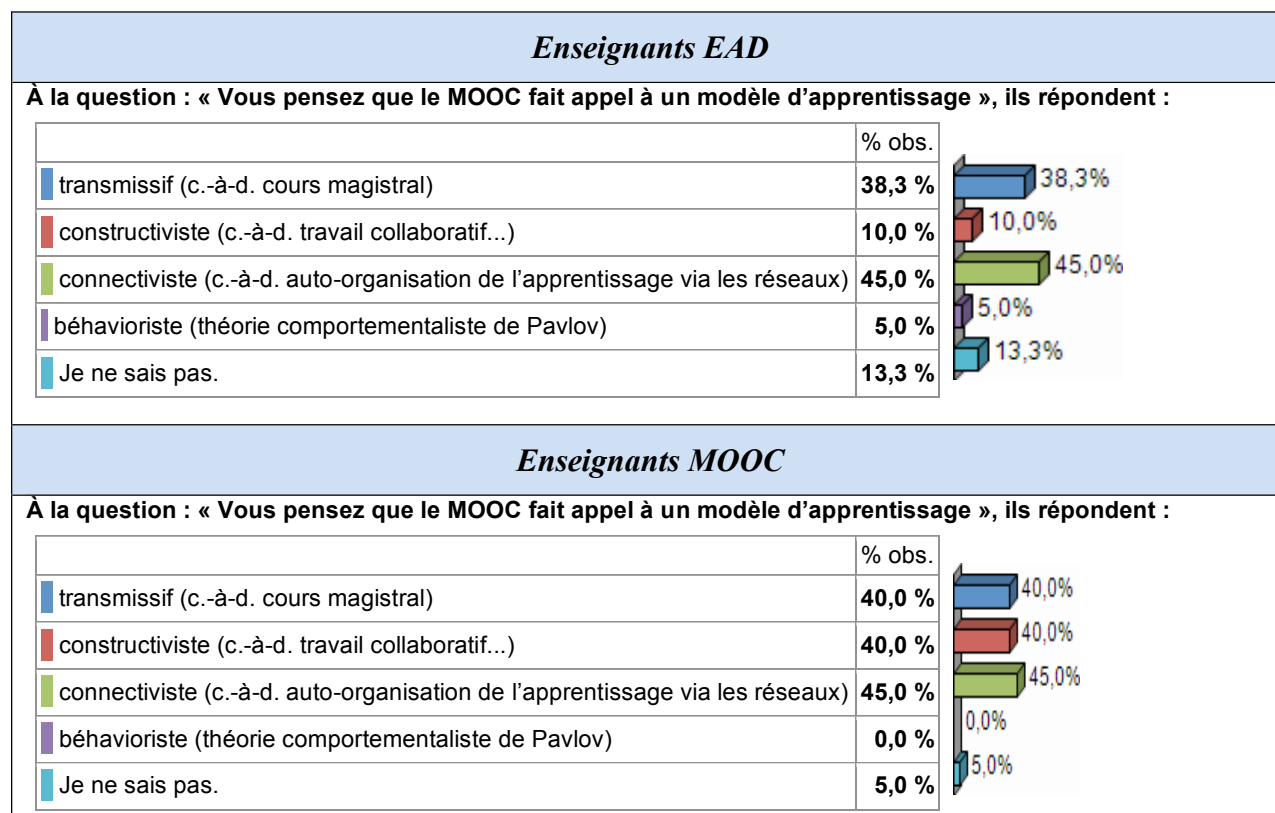 Enseignants EAD
À la question : « Vous pensez que le MOOC fait appel à un modèle d’apprentissage », ils répondent :
% obs.
transmissif (c.-à-d. cours magistral) 38,3 % 38,3%
constructiviste (c.-à-d. travail collaboratif...) 10,0 % 10,0%
connectiviste (c.-à-d. auto-organisation de l’apprentissage via les réseaux) 45,0 % 45,0%
béhavioriste (théorie comportementaliste de Pavlov) 5,0 % 5,0%
Je ne sais pas. 13,3 % 13,3%
Enseignants MOOC
À la question : « Vous pensez que le MOOC fait appel à un modèle d’apprentissage », ils répondent :
% obs.
transmissif (c.-à-d. cours magistral) 40,0 % 40,0%
constructiviste (c.-à-d. travail collaboratif...) 40,0 % 40,0%
connectiviste (c.-à-d. auto-organisation de l’apprentissage via les réseaux) 45,0 % 45,0%
béhavioriste (théorie comportementaliste de Pavlov) 0,0 % 0,0%
Je ne sais pas. 5,0 % 5,0%